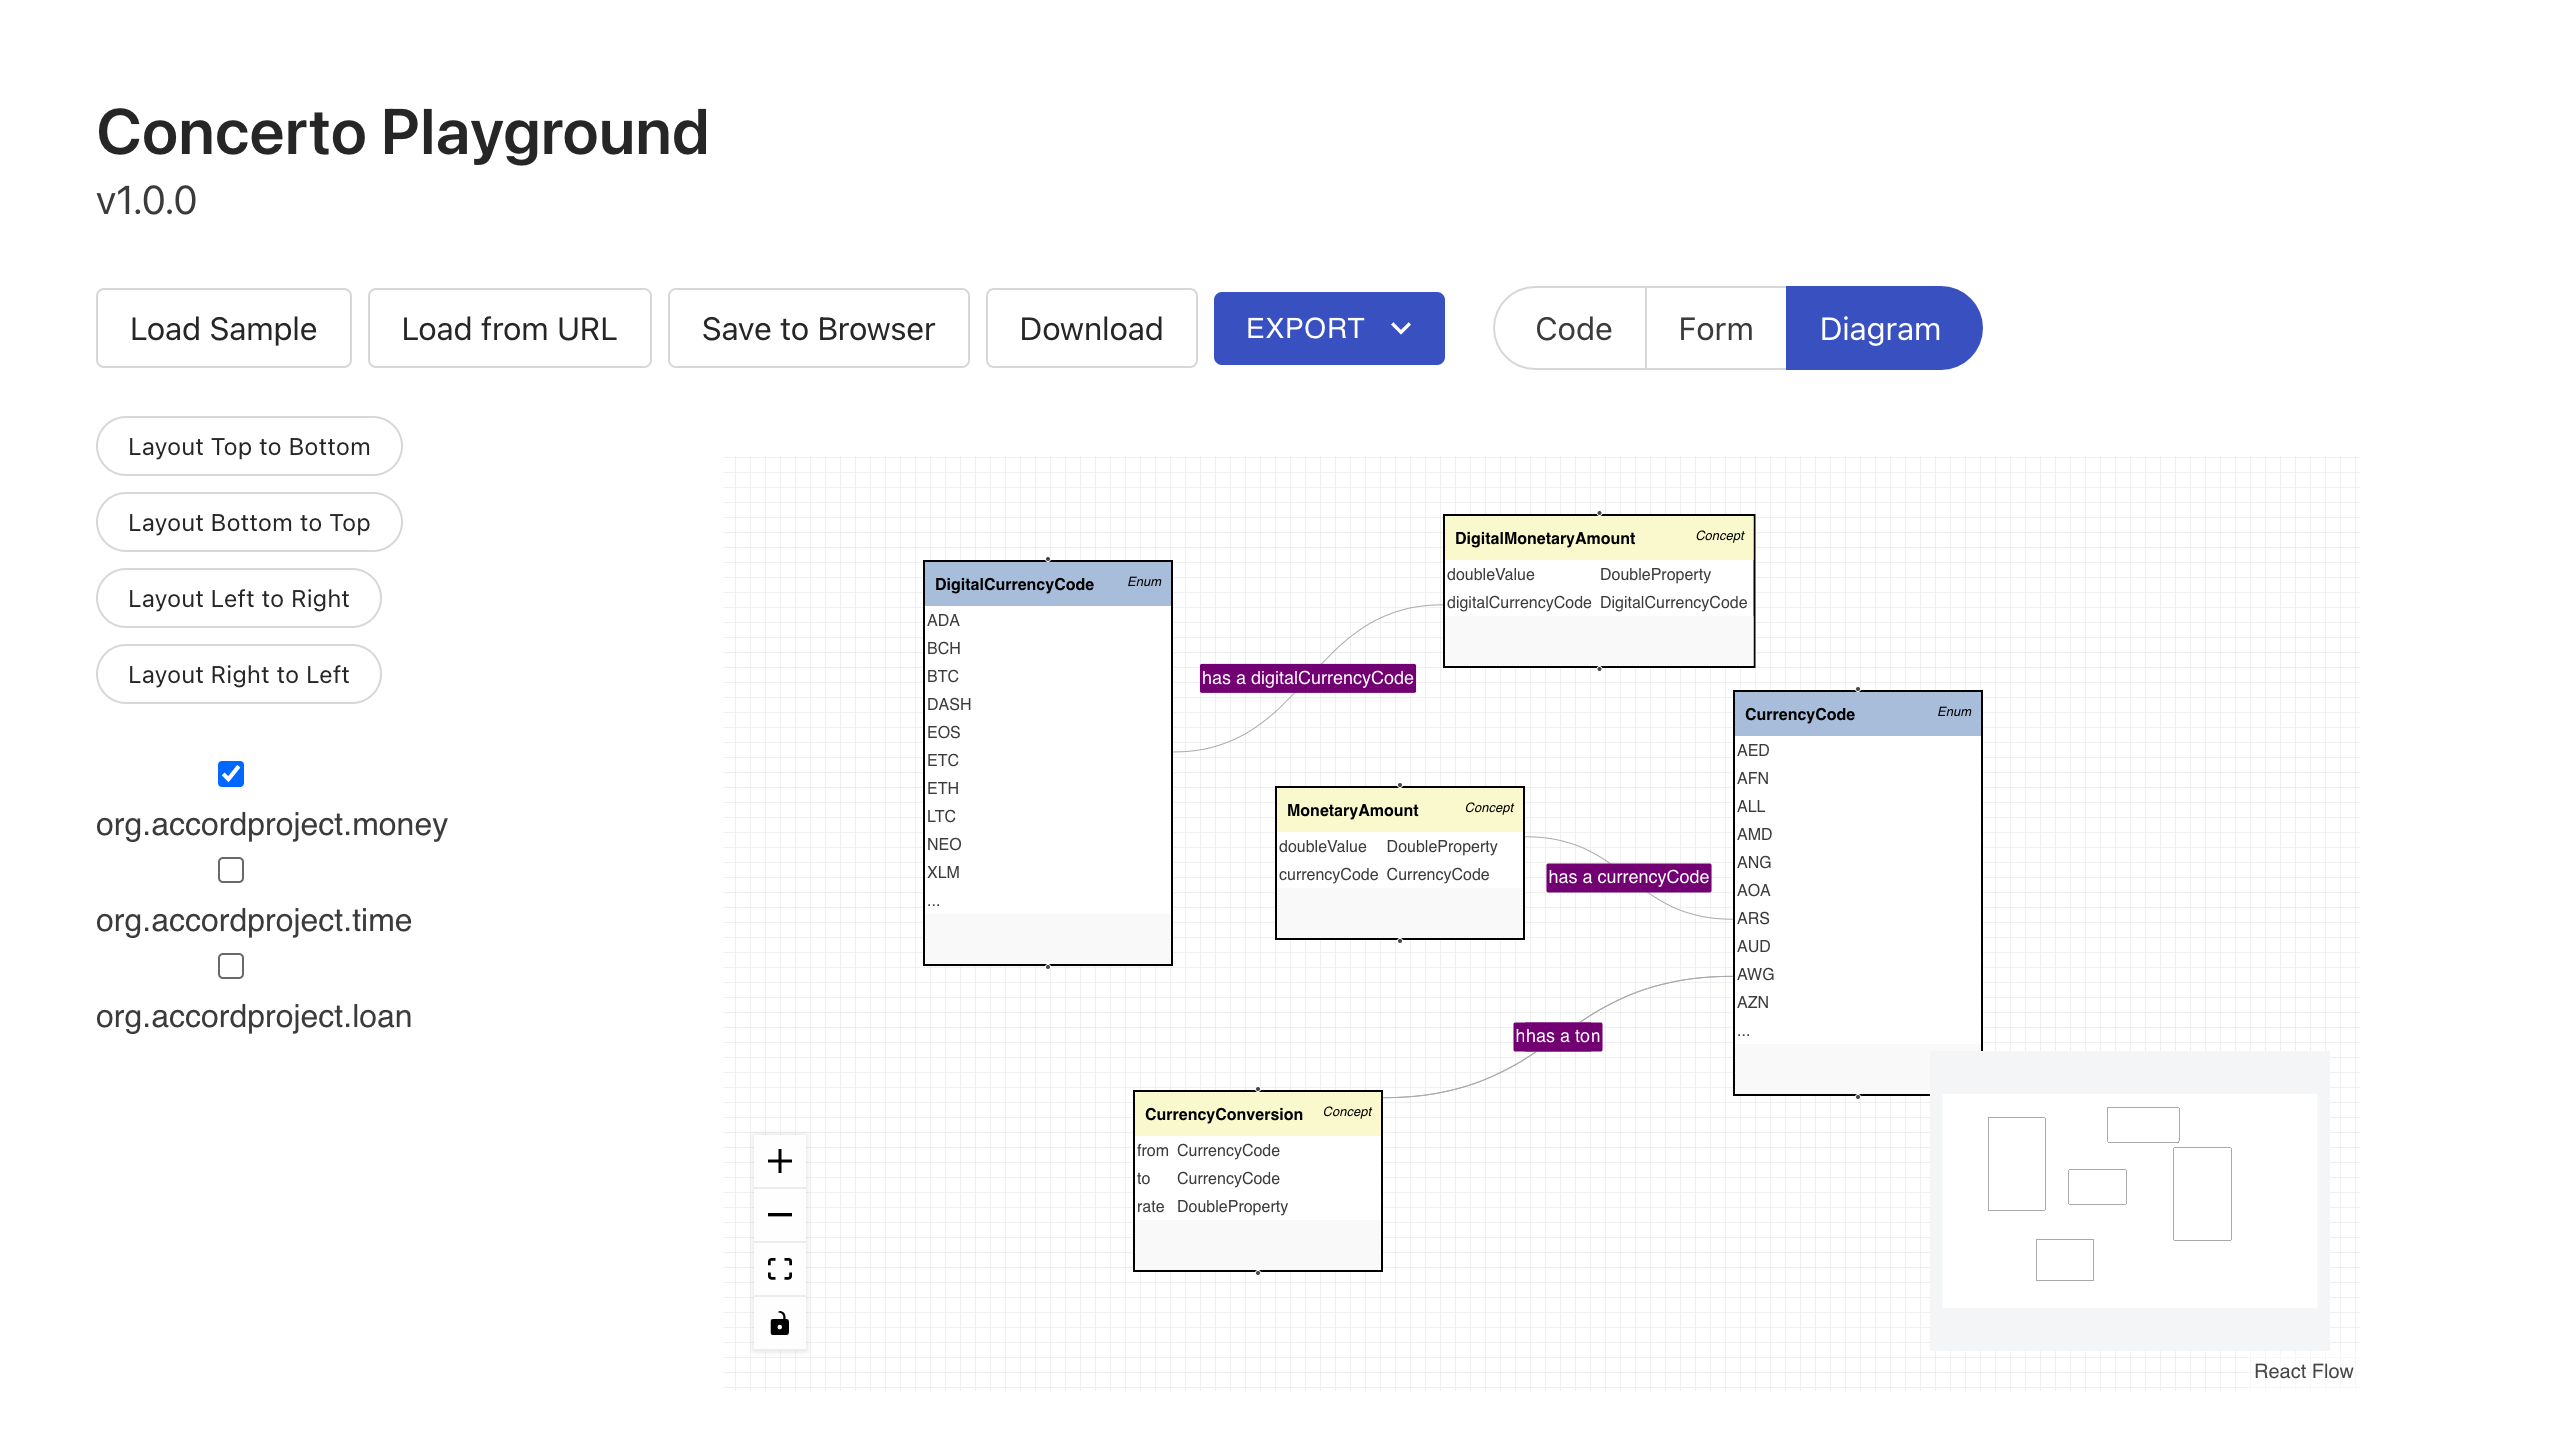 Concerto Playground
v1.0.0
Load Sample
Load from URL
Save to Browser
Download
EXPORT
Code
Form
Diagram
Layout Top to Bottom
Layout Bottom to Top
Layout Left to Right
Layout Right to Left
org.accordproject.money
org.accordproject.time
org.accordproject.loan
DigitalCurrencyCode Enum
ADA
BCH
BTC
DASH
EOS
ETC
ETH
LTC
NEO
XLM
...
has a digitalCurrencyCode
DigitalMonetaryAmount Concept
doubleValue DoubleProperty
digitalCurrencyCode DigitalCurrencyCode
MonetaryAmount Concept
doubleValue DoubleProperty
currencyCode CurrencyCode
has a currencyCode
CurrencyCode Enum
AED
AFN
ALL
AMD
ANG
AOA
ARS
AUD
AWG
AZN
...
hhas a ton
CurrencyConversion Concept
from CurrencyCode
to CurrencyCode
rate DoubleProperty
React Flow